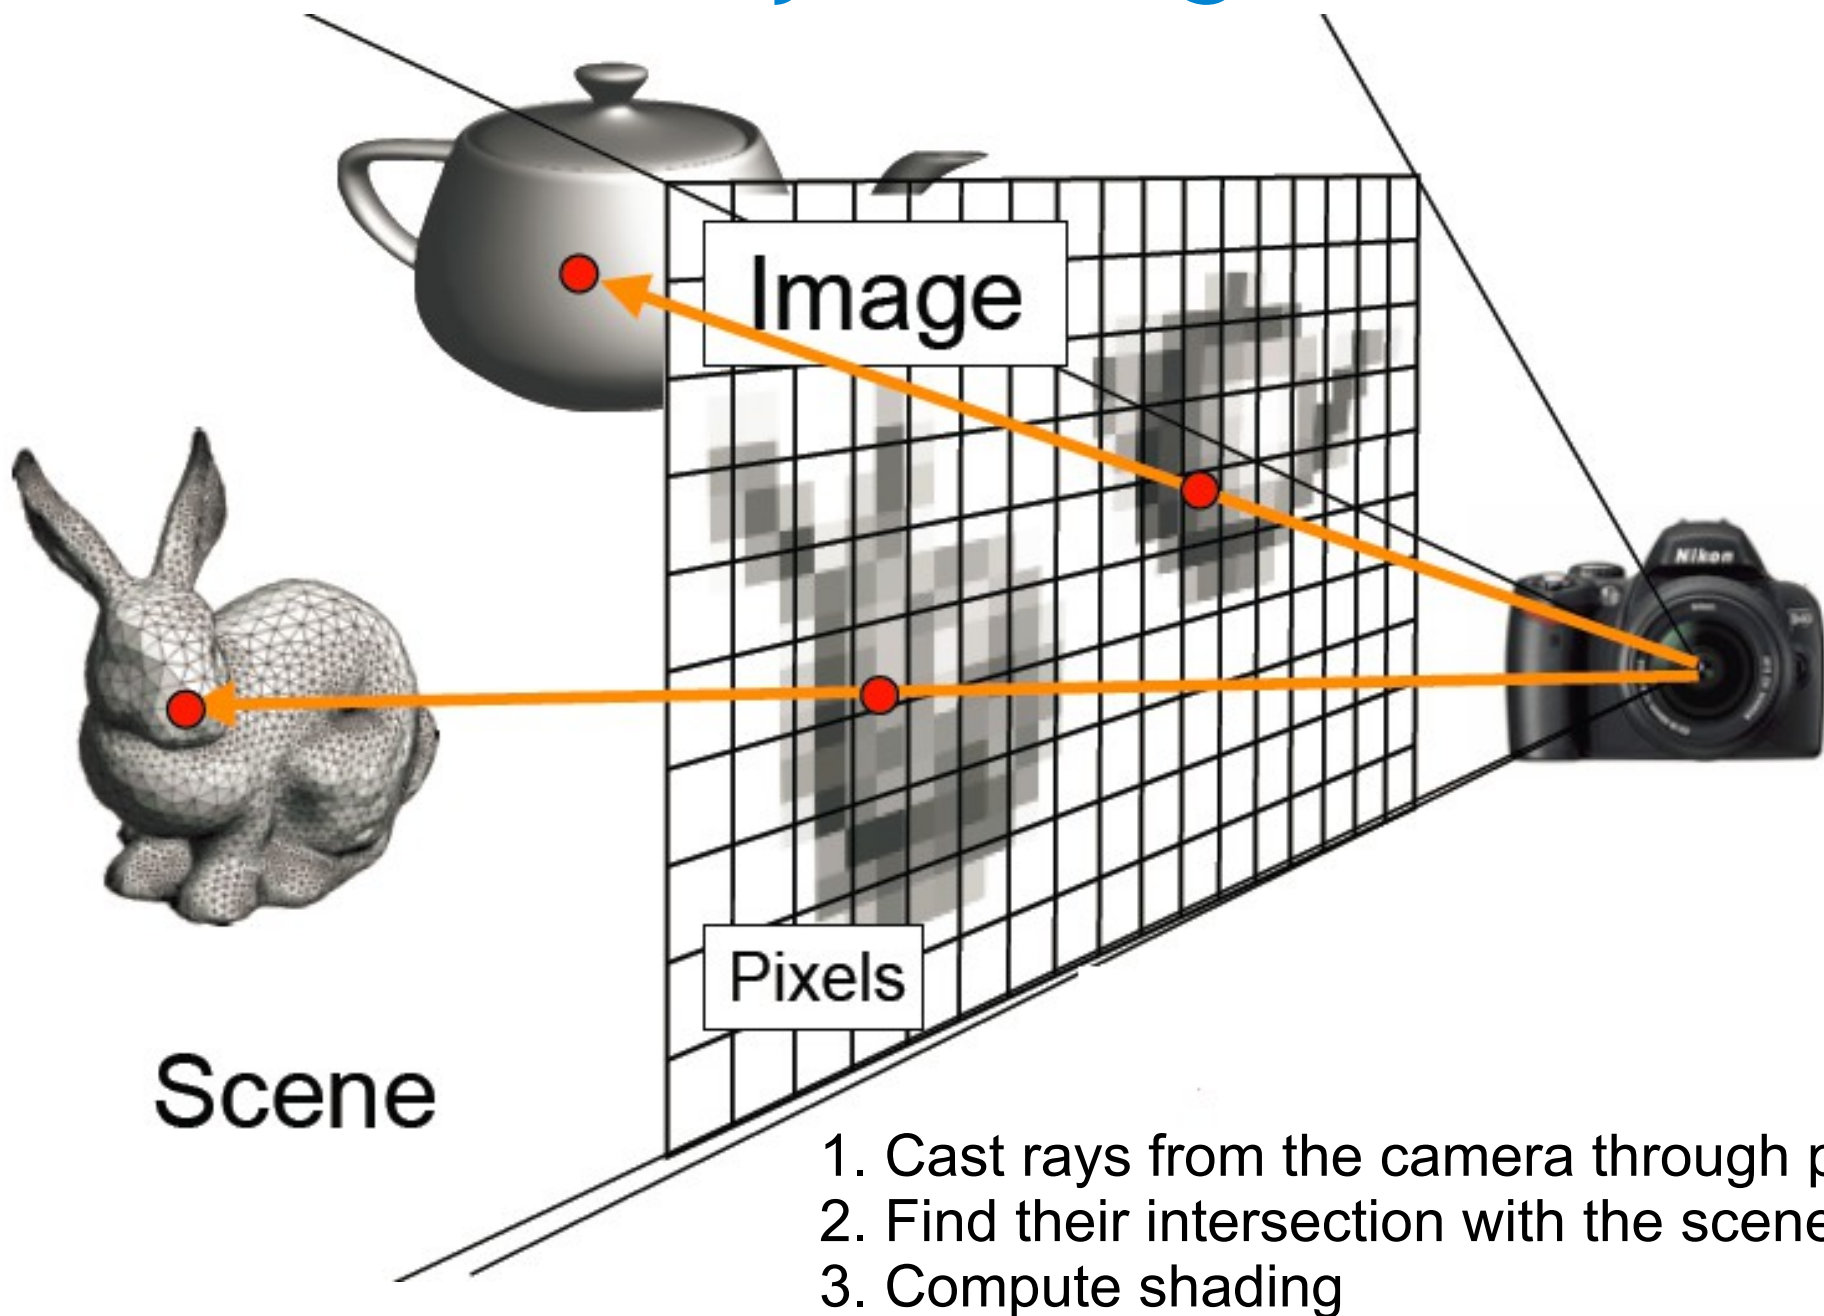 Image
Nikon
Pixels
Scene
1. Cast rays from the camera through
2. Find their intersection with the scene
3. Compute shading